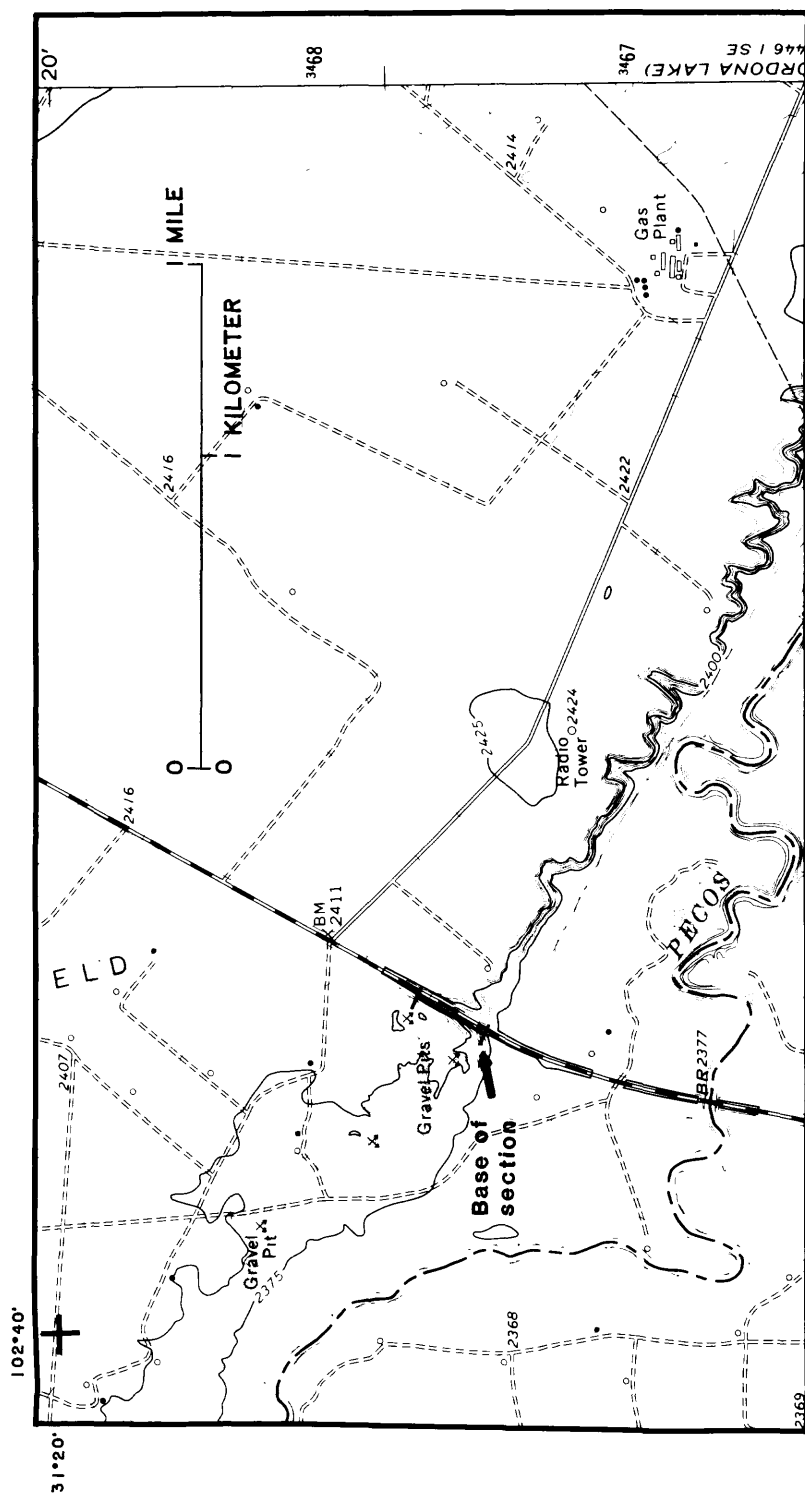 102°40'
31°20'
20'
3468
3467
ORDONA LAKE)
446 I SE
I MILE
I KILOMETER
0
0
2414
2416
2422
Gas
Plant
2425
2424
Radio
Tower
2400
2416
BM
2411
ELD
2407
PECOS
Gravel Pits
BR 2377
Base of
section
Gravel
Pit
2375
2368
2369